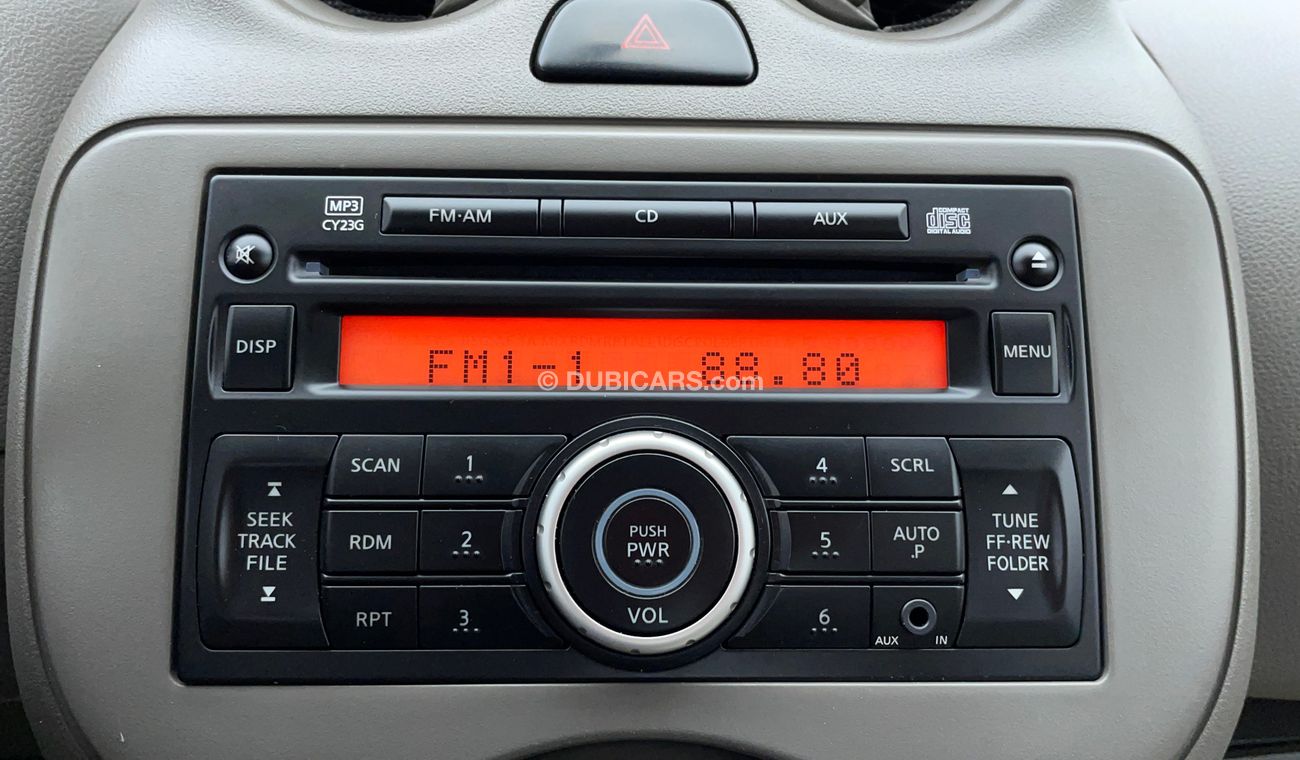 MP3
CY23G
FM·AM
CD
AUX
COMPACT
disc
DIGITAL AUDIO
DISP
FM1-1 88.80
MENU
© DUBICARS.com
SEEK
TRACK
FILE
SCAN
1
RDM
2
RPT
3
PUSH
PWR
VOL
4
SCRL
5
AUTO
.P
6
AUX IN
TUNE
FF·REW
FOLDER